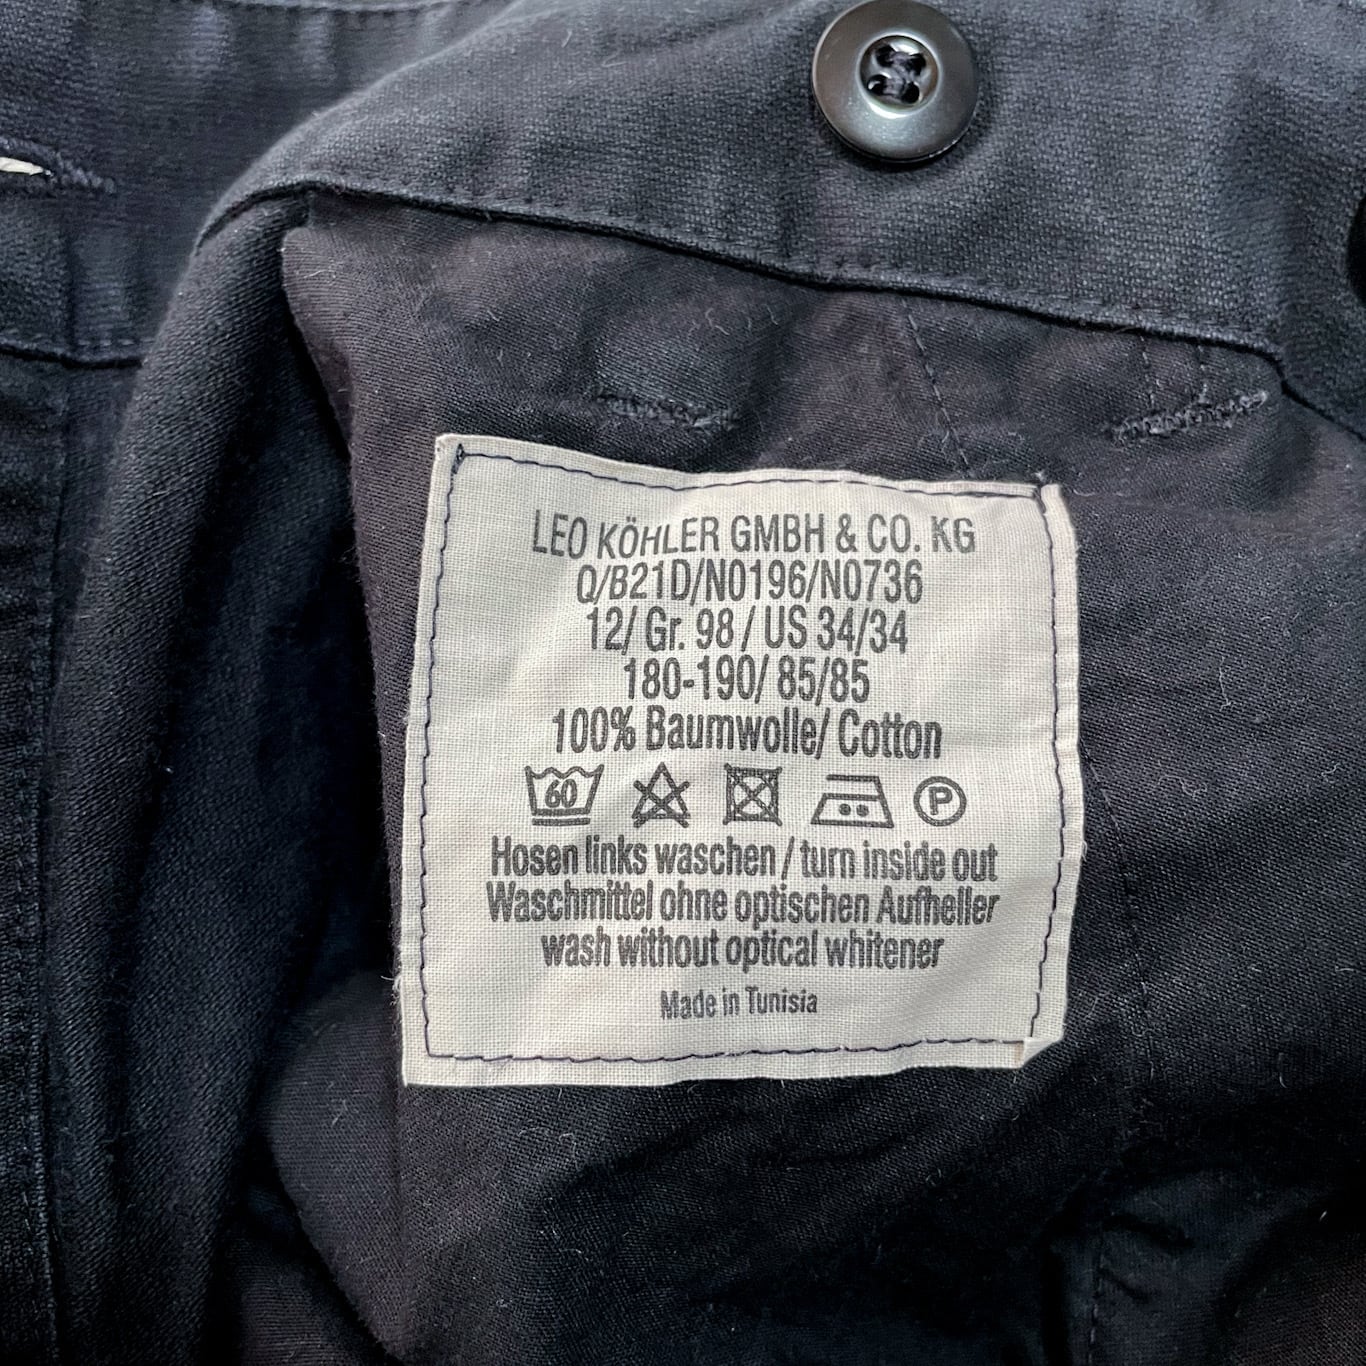 LEO KÖHLER GMBH & CO. KG
Q/B21D/N0196/N0736
12/ Gr. 98 / US 34/34
180-190/ 85/85
100% Baumwolle/ Cotton
60 P
Hosen links waschen / turn inside out
Waschmittel ohne optischen Aufheller
wash without optical whitener
Made in Tunisia